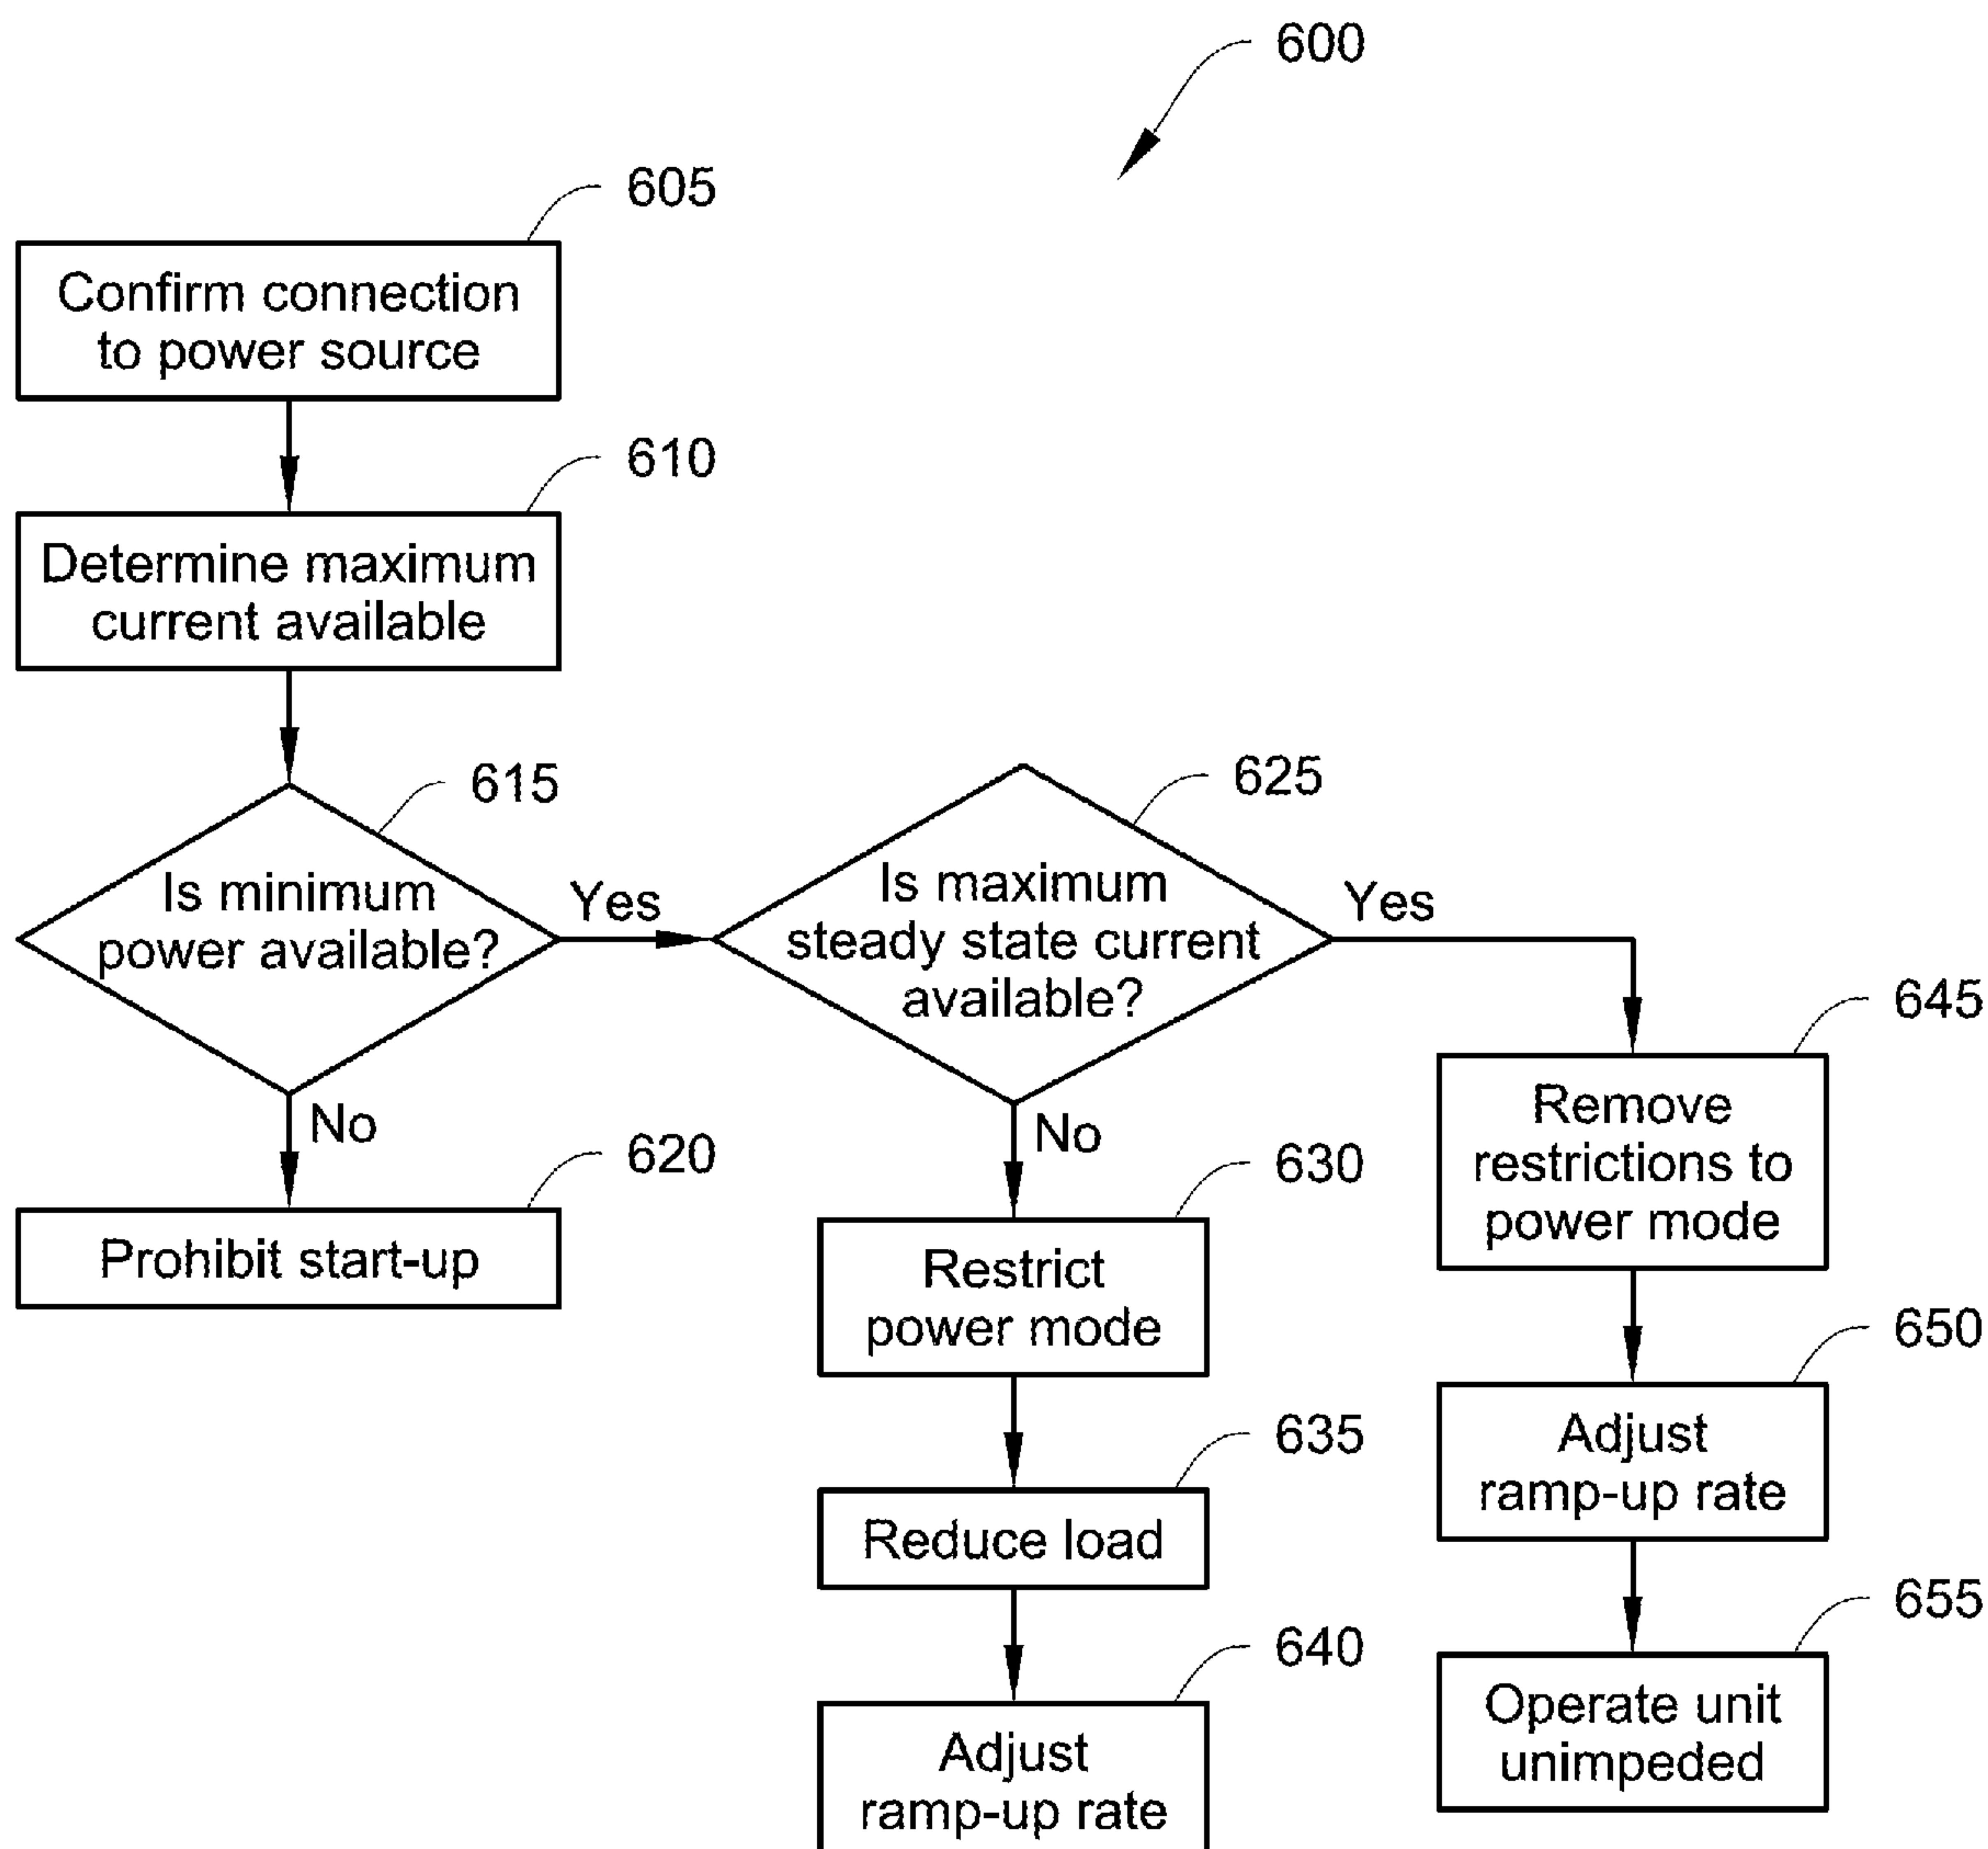 600
605
Confirm connection
to power source
610
Determine maximum
current available
615
Is minimum
power available?
Yes
No
620
Prohibit start-up
625
Is maximum
steady state current
available?
Yes
No
630
Restrict
power mode
635
Reduce load
640
Adjust
ramp-up rate
645
Remove
restrictions to
power mode
650
Adjust
ramp-up rate
655
Operate unit
unimpeded